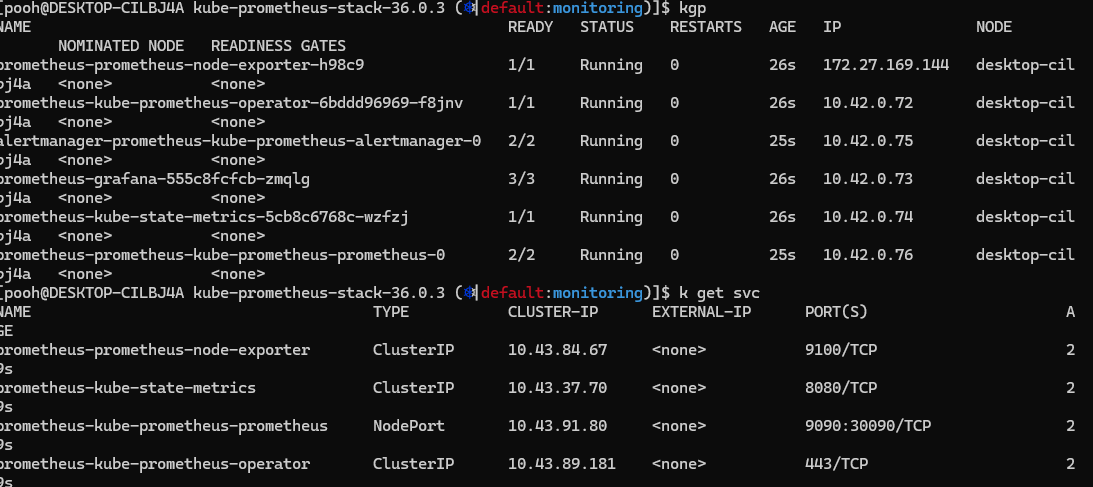 [pooh@DESKTOP-CILBJ4A kube-prometheus-stack-36.0.3 (⎈|default:monitoring)]$ kgp
NAME READY STATUS RESTARTS AGE IP NODE
NOMINATED NODE READINESS GATES
prometheus-prometheus-node-exporter-h98c9 1/1 Running 0 26s 172.27.169.144 desktop-cil
bj4a <none> <none>
prometheus-kube-prometheus-operator-6bddd96969-f8jnv 1/1 Running 0 26s 10.42.0.72 desktop-cil
bj4a <none> <none>
alertmanager-prometheus-kube-prometheus-alertmanager-0 2/2 Running 0 25s 10.42.0.75 desktop-cil
bj4a <none> <none>
prometheus-grafana-555c8fcfcb-zmqlg 3/3 Running 0 26s 10.42.0.73 desktop-cil
bj4a <none> <none>
prometheus-kube-state-metrics-5cb8c6768c-wzfzj 1/1 Running 0 26s 10.42.0.74 desktop-cil
bj4a <none> <none>
prometheus-prometheus-kube-prometheus-prometheus-0 2/2 Running 0 25s 10.42.0.76 desktop-cil
bj4a <none> <none>
[pooh@DESKTOP-CILBJ4A kube-prometheus-stack-36.0.3 (⎈|default:monitoring)]$ k get svc
NAME TYPE CLUSTER-IP EXTERNAL-IP PORT(S) A
GE
prometheus-prometheus-node-exporter ClusterIP 10.43.84.67 <none> 9100/TCP 2
9s
prometheus-kube-state-metrics ClusterIP 10.43.37.70 <none> 8080/TCP 2
9s
prometheus-kube-prometheus-prometheus NodePort 10.43.91.80 <none> 9090:30090/TCP 2
9s
prometheus-kube-prometheus-operator ClusterIP 10.43.89.181 <none> 443/TCP 2
9s